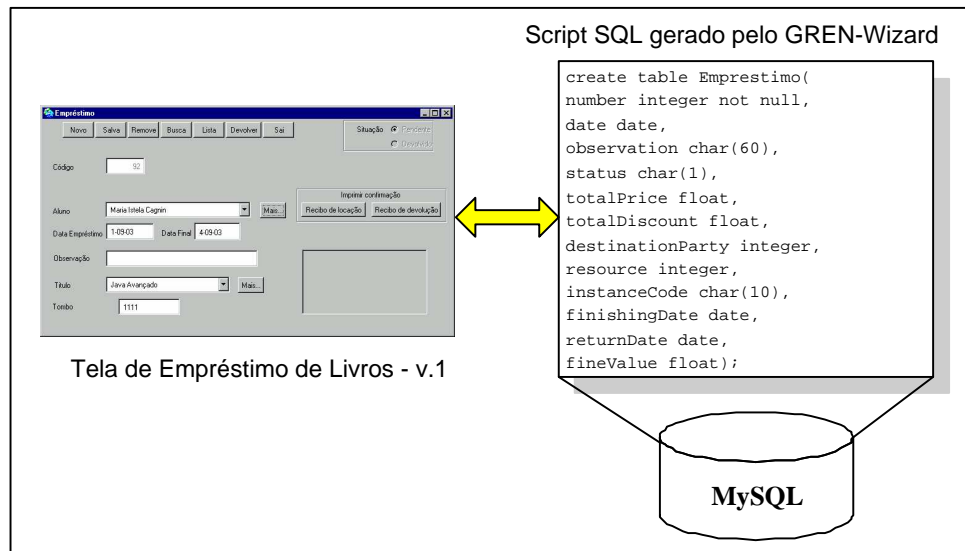 Script SQL gerado pelo GREN-Wizard
create table Emprestimo(
number integer not null,
date date,
observation char(60),
status char(1),
totalPrice float,
totalDiscount float,
destinationParty integer,
resource integer,
instanceCode char(10),
finishingDate date,
returnDate date,
fineValue float);
Empréstimo
Novo Salva Remove Busca Lista Devolver Sai
Situação Pendente
Devolvido
Código 92
Imprimir confirmação
Recibo de locação Recibo de devolução
Aluno Maria Istela Cagnin Mais...
Data Empréstimo 1-09-03 Data Final 4-09-03
Observação
Título Java Avançado Mais...
Tombo 1111
Tela de Empréstimo de Livros - v.1
MySQL